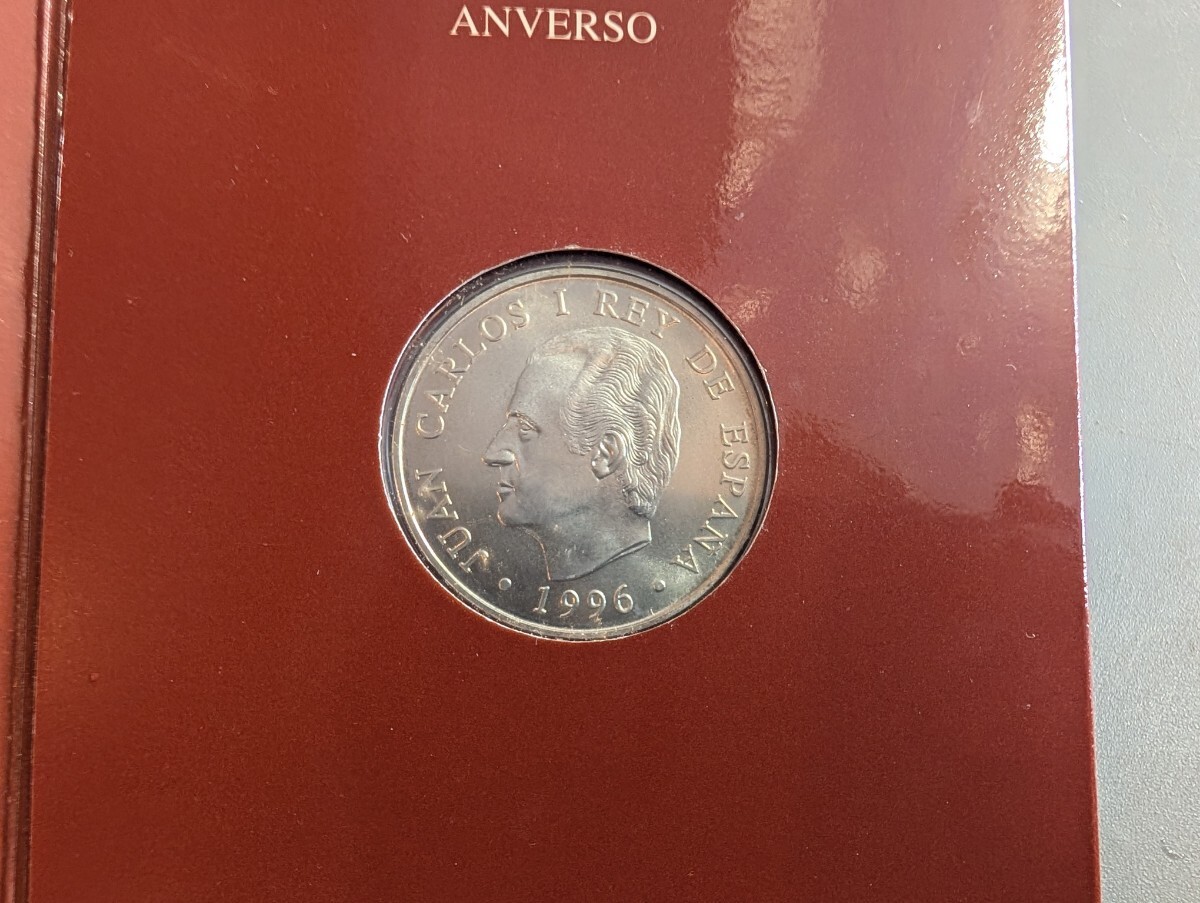 ANVERSO
JUAN CARLOS I REY DE ESPAÑA
• 1996 •